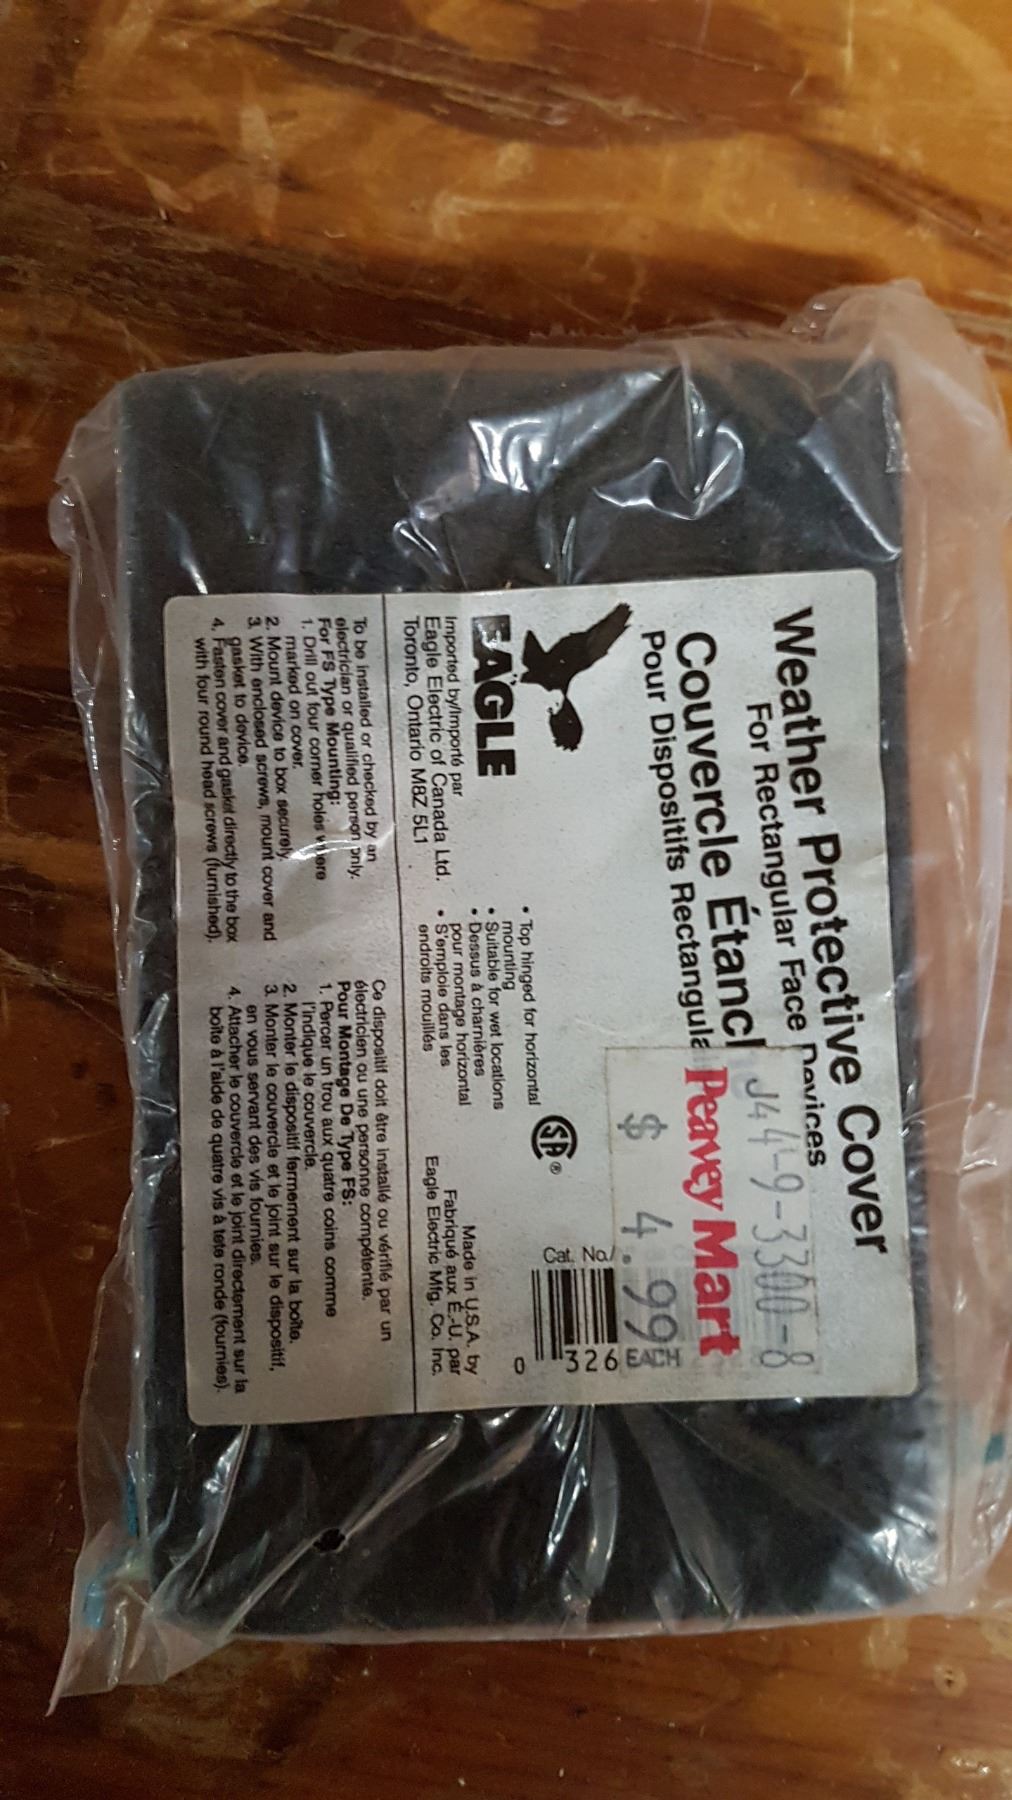 Weather Protective Cover
For Rectangular Face Devices
Couvercle Étancl
Pour Dispositifs Rectangula
J449-3300-8
Peavey Mart
$ 4.99
EACH
EAGLE
Imported by/Importé par
Eagle Electric of Canada Ltd.
Toronto, Ontario M8Z 5L1
• Top hinged for horizontal
mounting
• Suitable for wet locations
• Dessus à charnières
pour montage horizontal
• S'emploie dans les
endroits mouillés
SA®
Cat. No./
326
0
Made in U.S.A. by
Fabriqué aux É.-U. par
Eagle Electric Mfg. Co. Inc.
To be installed or checked by an
electrician or qualified person only.
For FS Type Mounting:
1. Drill out four corner holes where
marked on cover.
2. Mount device to box securely.
3. With enclosed screws, mount cover and
gasket to device.
4. Fasten cover and gasket directly to the box
with four round head screws (furnished).
Ce dispositif doit être installé ou vérifié par un
électricien ou une personne compétente.
Pour Montage De Type FS:
1. Percer un trou aux quatre coins comme
l'indique le couvercle.
2. Monter le dispositif fermement sur la boîte.
3. Monter le couvercle et le joint sur le dispositif,
en vous servant des vis fournies.
4. Attacher le couvercle et le joint directement sur la
boîte à l'aide de quatre vis à tete ronde (fournies).